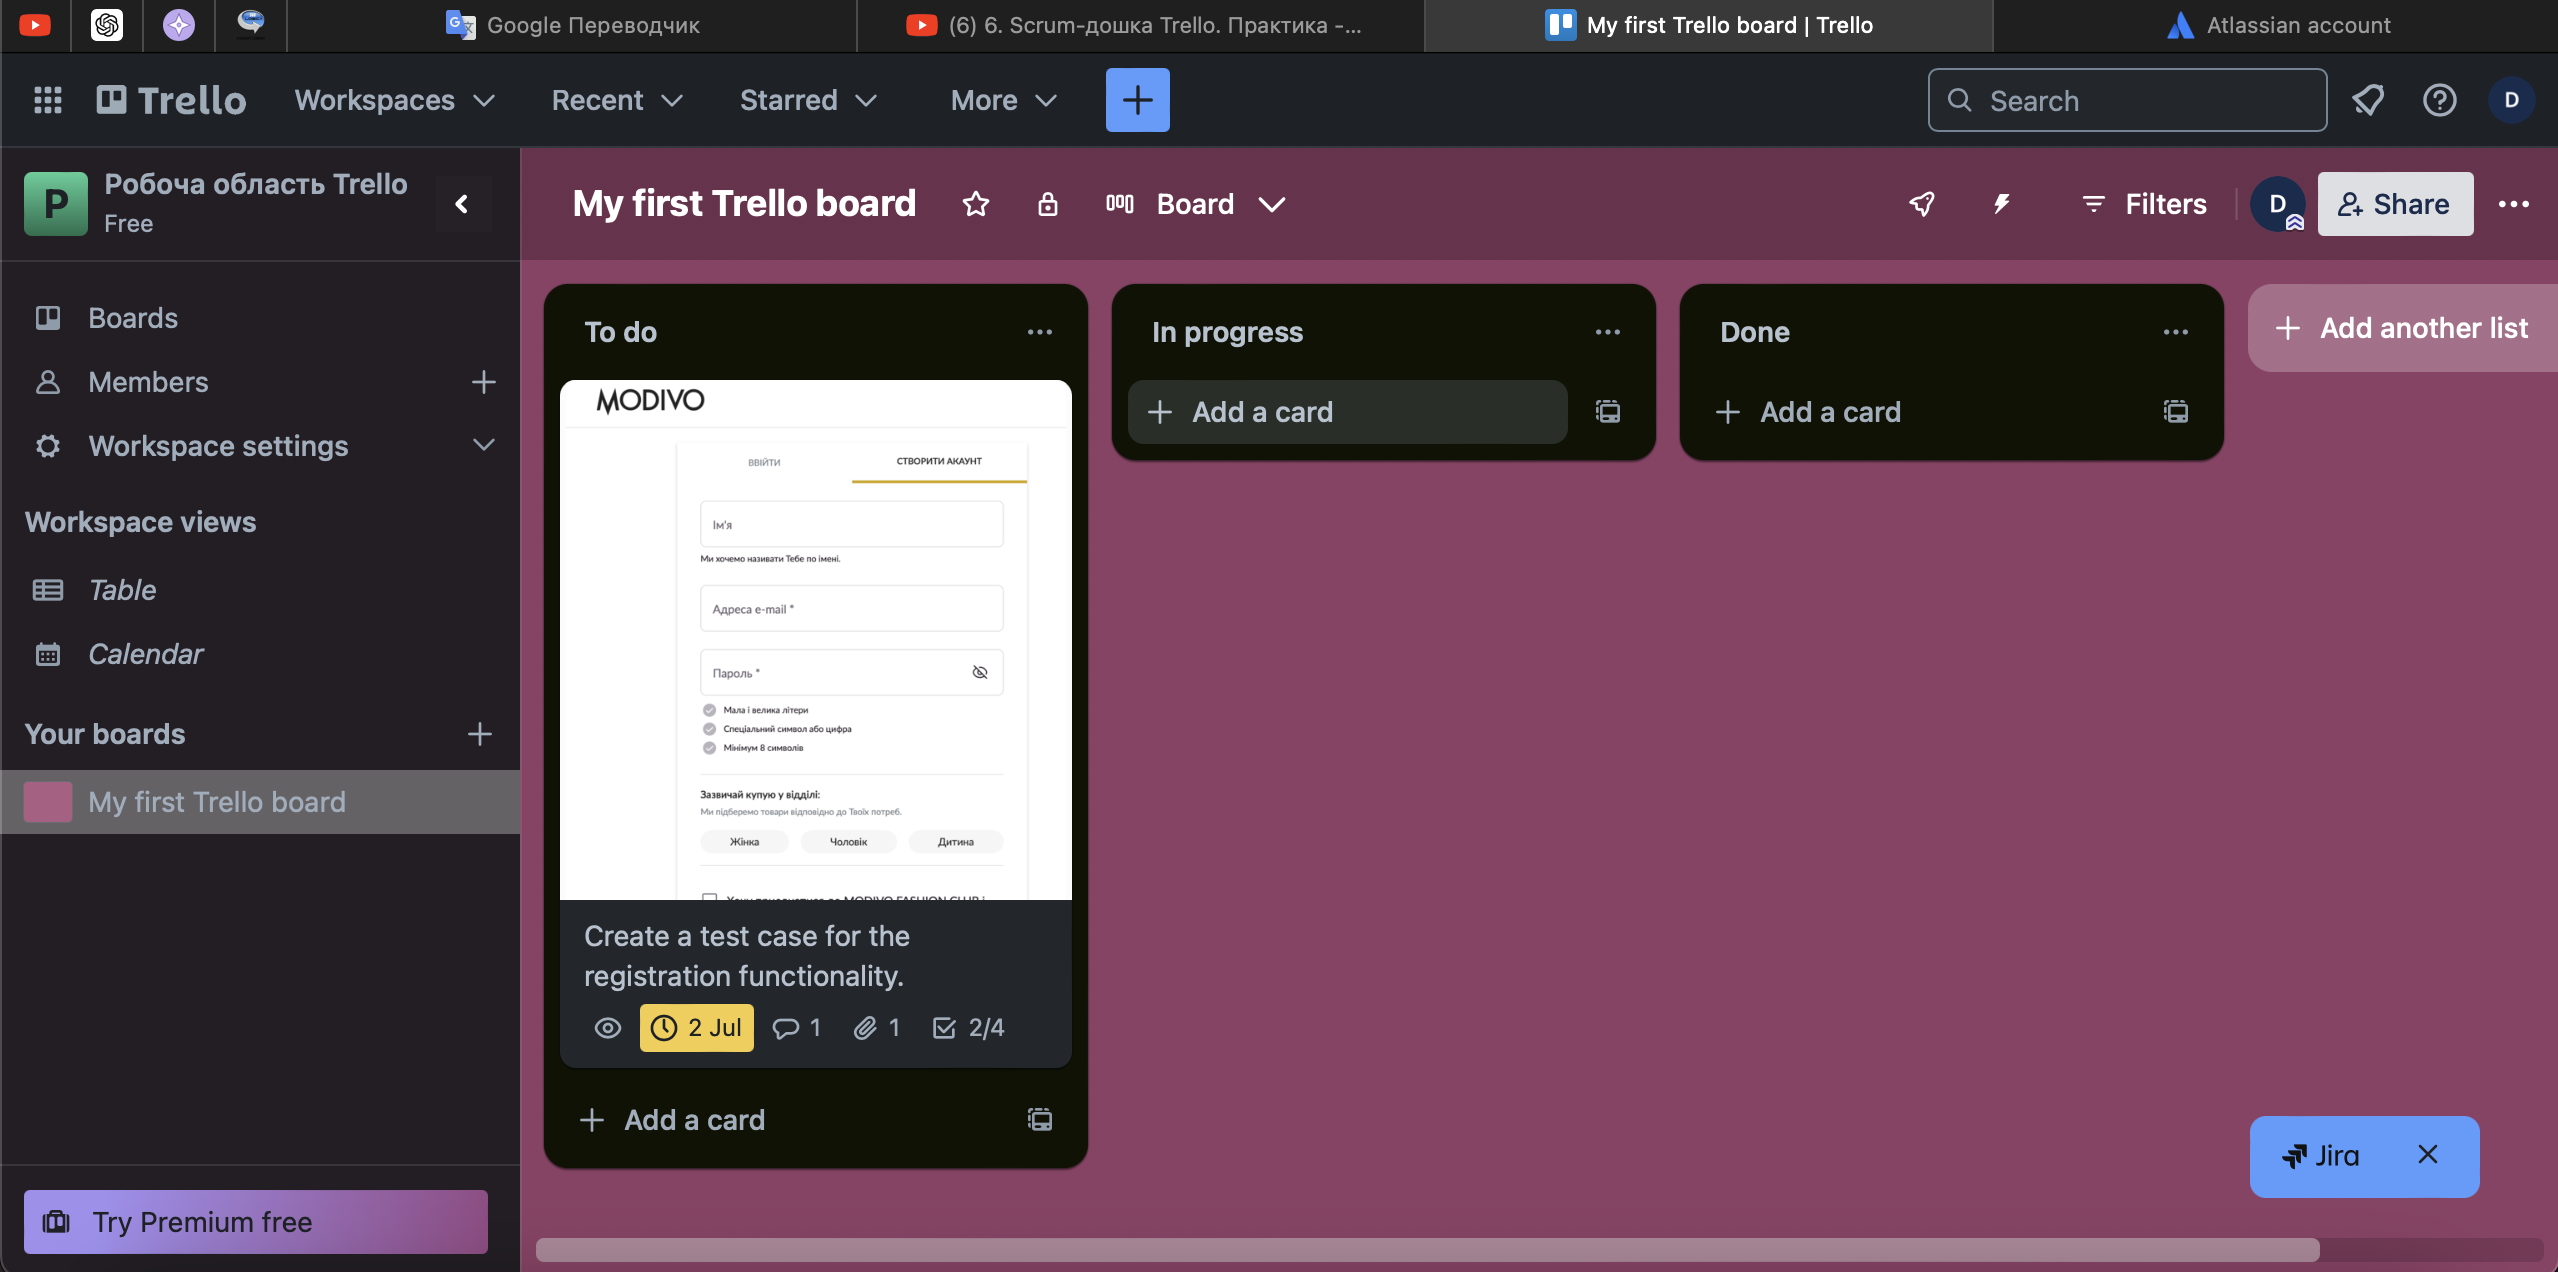 Google Переводчик
(6) 6. Scrum-дошка Trello. Практика -...
My first Trello board | Trello
Atlassian account
Trello
Workspaces
Recent
Starred
More
Search
D
P
Робоча область Trello
Free
My first Trello board
Board
Filters
D
Share
Boards
Members
Workspace settings
Workspace views
Table
Calendar
Your boards
My first Trello board
Try Premium free
To do
MODIVO
ВВІЙТИ
СТВОРИТИ АКАУНТ
Ім'я
Ми хочемо називати Тебе по імені.
Адреса e-mail *
Пароль *
Мала і велика літери
Спеціальний символ або цифра
Мінімум 8 символів
Зазвичай купую у відділі:
Ми підберемо товари відповідно до Твоїх потреб.
Жінка
Чоловік
Дитина
MODIVO FASHION CLUB і
Create a test case for the
registration functionality.
2 Jul
1
1
2/4
Add a card
In progress
Add a card
Done
Add a card
Add another list
Jira